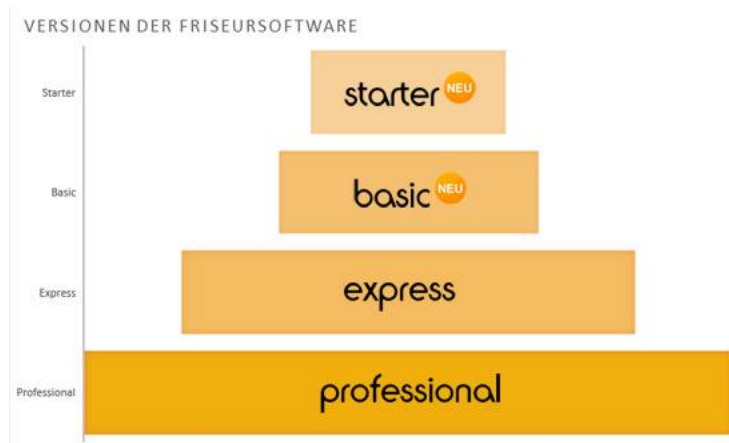 VERSIONEN DER FRISEURSOFTWARE
Starter
starter NEU
Basic
basic NEU
Express
express
Professional
professional